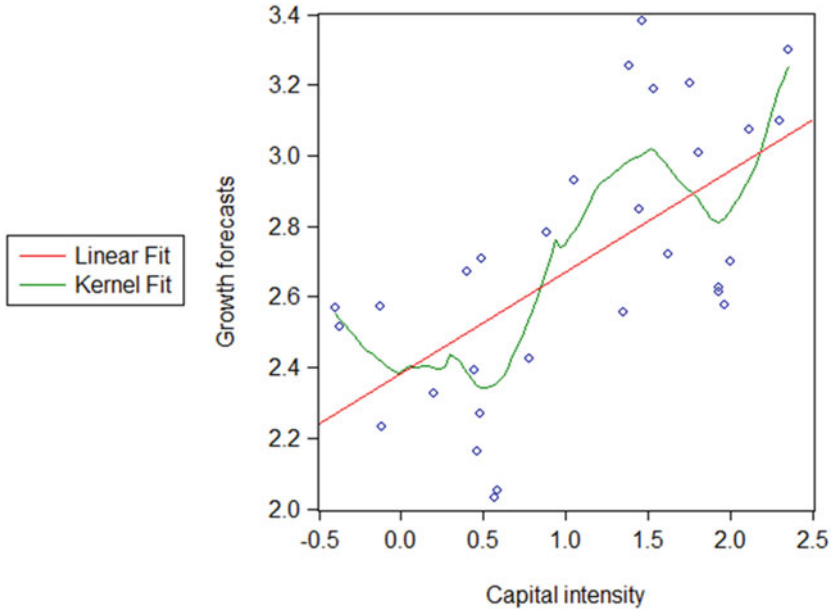 3.4
3.2
3.0
2.8
2.6
2.4
2.2
2.0
Growth forecasts
Linear Fit
Kernel Fit
-0.5 0.0 0.5 1.0 1.5 2.0 2.5
Capital intensity